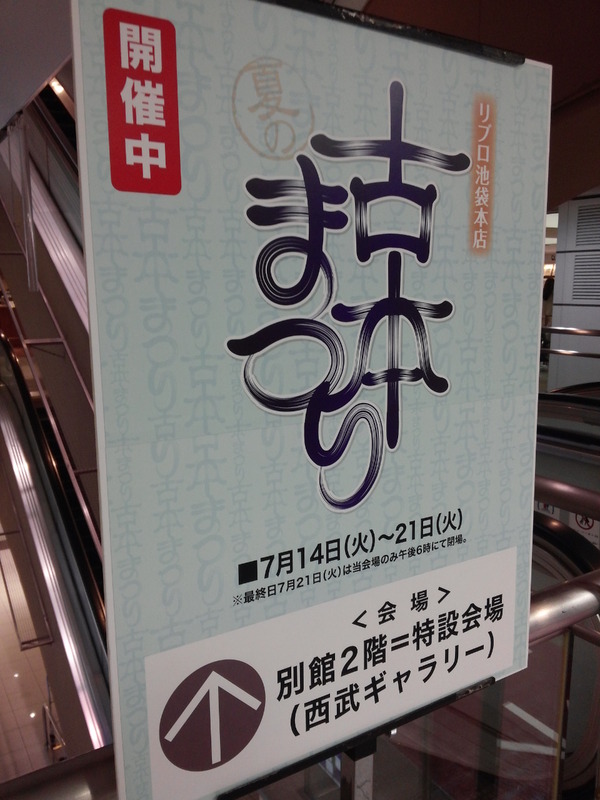 開催中
夏の
リブロ池袋本店
古本
まつり
■7月14日(火)～21日(火)
※最終日7月21日(火)は当会場のみ午後6時にて閉場。
＜会場＞
別館2階=特設会場
(西武ギャラリー)